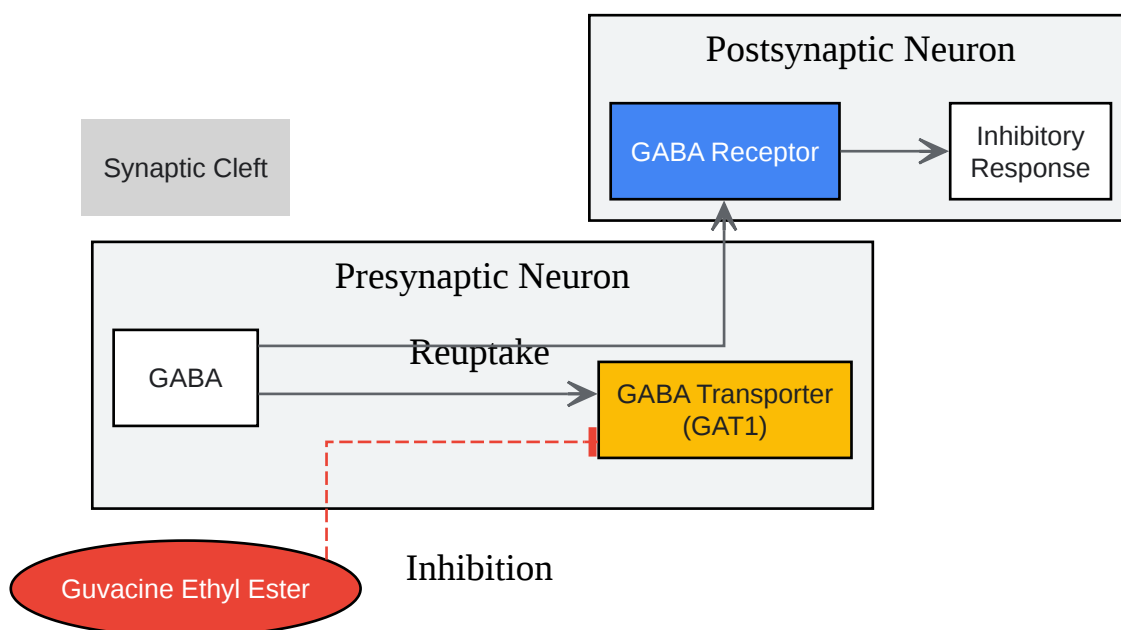 Postsynaptic Neuron
GABA Receptor
Inhibitory
Response
Synaptic Cleft
Presynaptic Neuron
Reuptake
GABA
GABA Transporter
(GAT1)
Inhibition
Guvacine Ethyl Ester